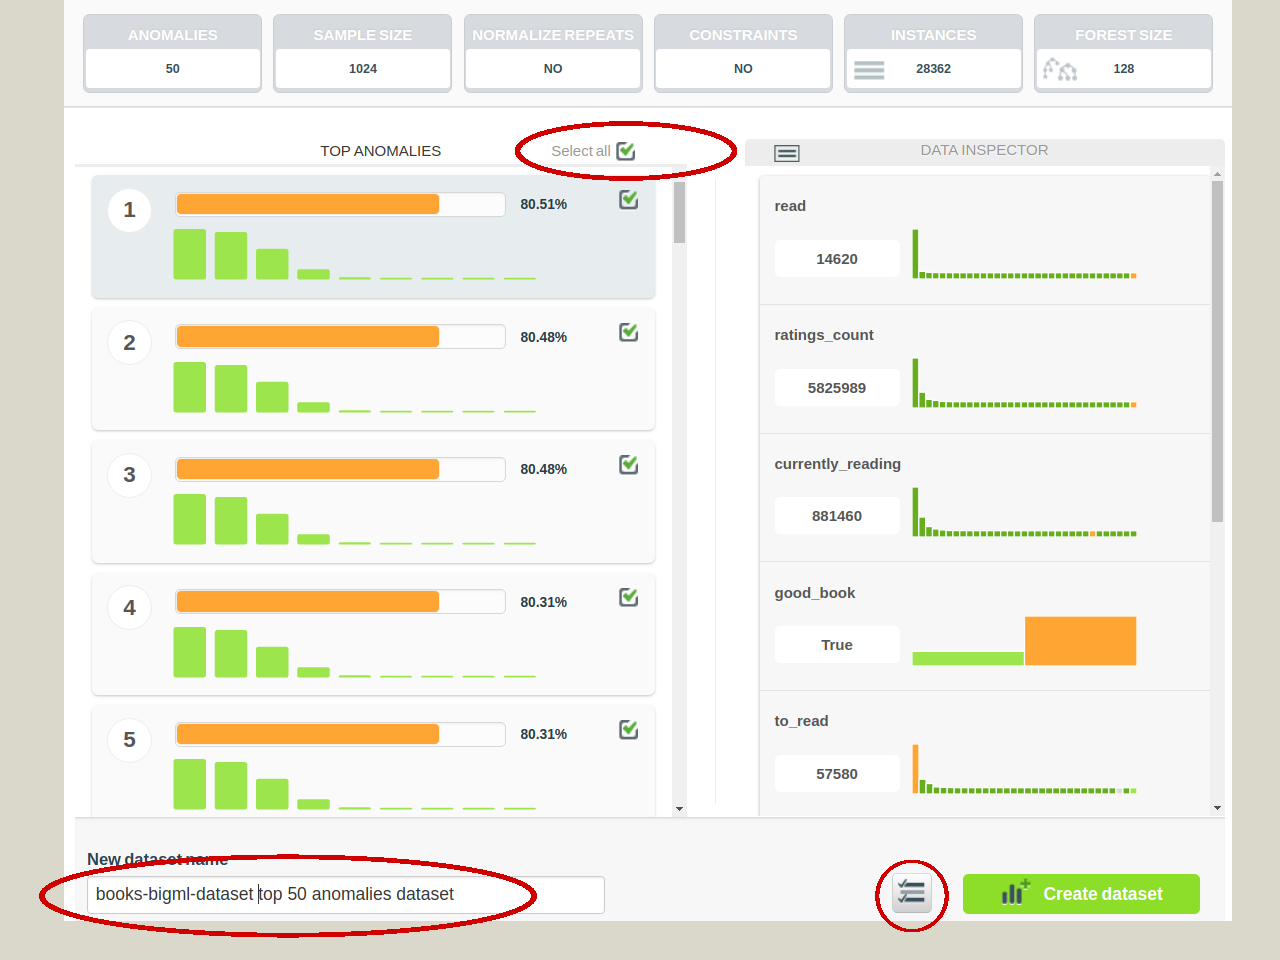 ANOMALIES SAMPLE SIZE NORMALIZE REPEATS CONSTRAINTS INSTANCES FOREST SIZE
50 1024 NO NO 28362 128
TOP ANOMALIES Select all DATA INSPECTOR
1 80.51%
2 80.48%
3 80.48%
4 80.31%
5 80.31%
read
14620
ratings_count
5825989
currently_reading
881460
good_book
True
to_read
57580
New dataset name
books-bigml-dataset top 50 anomalies dataset
Create dataset